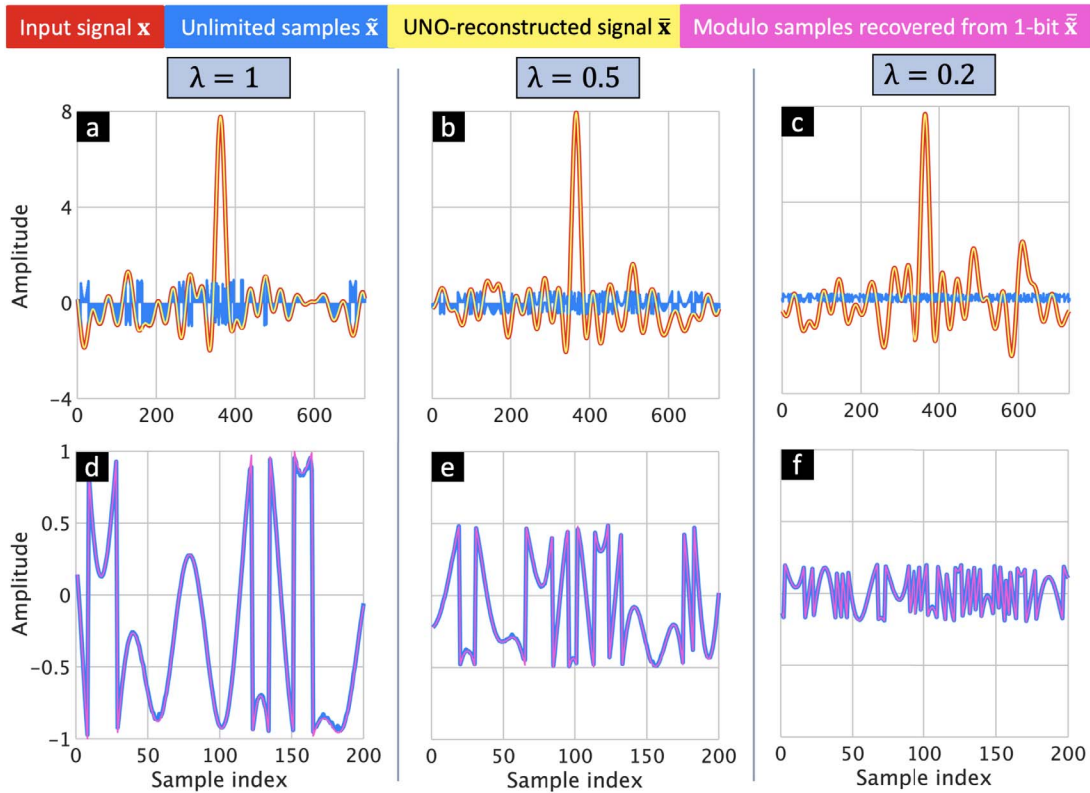 Input signal x Unlimited samples x̃ UNO-reconstructed signal x̄ Modulo samples recovered from 1-bit x̃̄
λ = 1 λ = 0.5 λ = 0.2
a b c
8
4
0
−4
Amplitude
0 200 400 600 0 200 400 600 0 200 400 600
d e f
1
0.5
0
−0.5
−1
Amplitude
0 50 100 150 200 0 50 100 150 200 0 50 100 150 200
Sample index Sample index Sample index